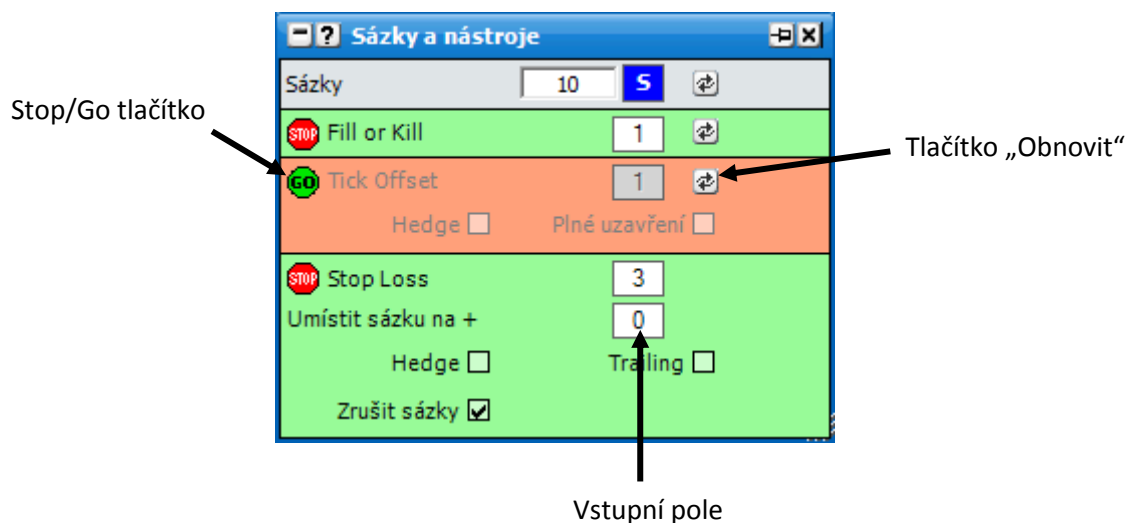 ? Sázky a nástroje
Sázky 10 S
Stop/Go tlačítko
STOP Fill or Kill 1
Tlačítko „Obnovit“
GO Tick Offset 1
Hedge Plné uzavření
STOP Stop Loss 3
Umístit sázku na + 0
Hedge Trailing
Zrušit sázky
Vstupní pole